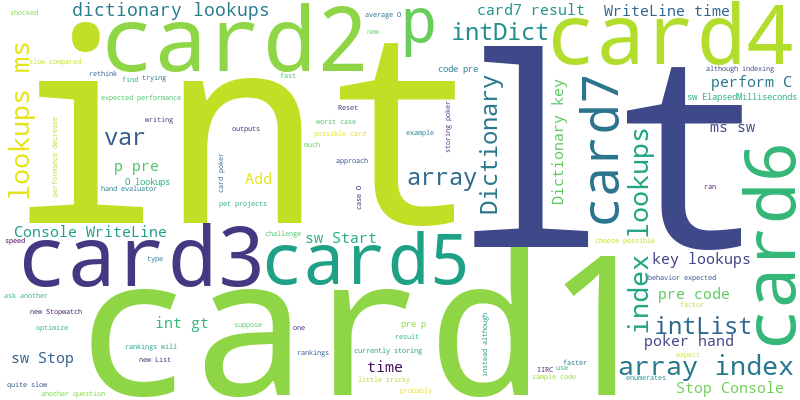 shocked
dictionary lookups
card2
average O
new
p
card7 result
intDict
WriteLine time
card4
slow compared
rethink
find
trying
fast
code pre
although indexing
perform C
sw ElapsedMilliseconds
lookups ms
performance decrease
expected performance
writing
int
Reset
worst case
possible card
much
example
storing poker
Dictionary
Dictionary key
card7
lt
ms sw
var
outputs
p pre
O lookups
hand evaluator
card poker
Add
approach
case O
array
pet projects
index lookups
ran
card6
Console WriteLine
speed
card3
challenge
sw Start
card5
choose possible
key lookups
type
behavior expected
ask another
new Stopwatch
optimize
card1
int gt
suppose
one
pre p
result
instead although
pre code
factor
intList
poker hand
rankings will
new List
rankings
currently storing
time
little tricky
probably
IIRC
faster
use
sample code
expect
enumerates
array index
sw Stop
quite slow
another question
Stop Console